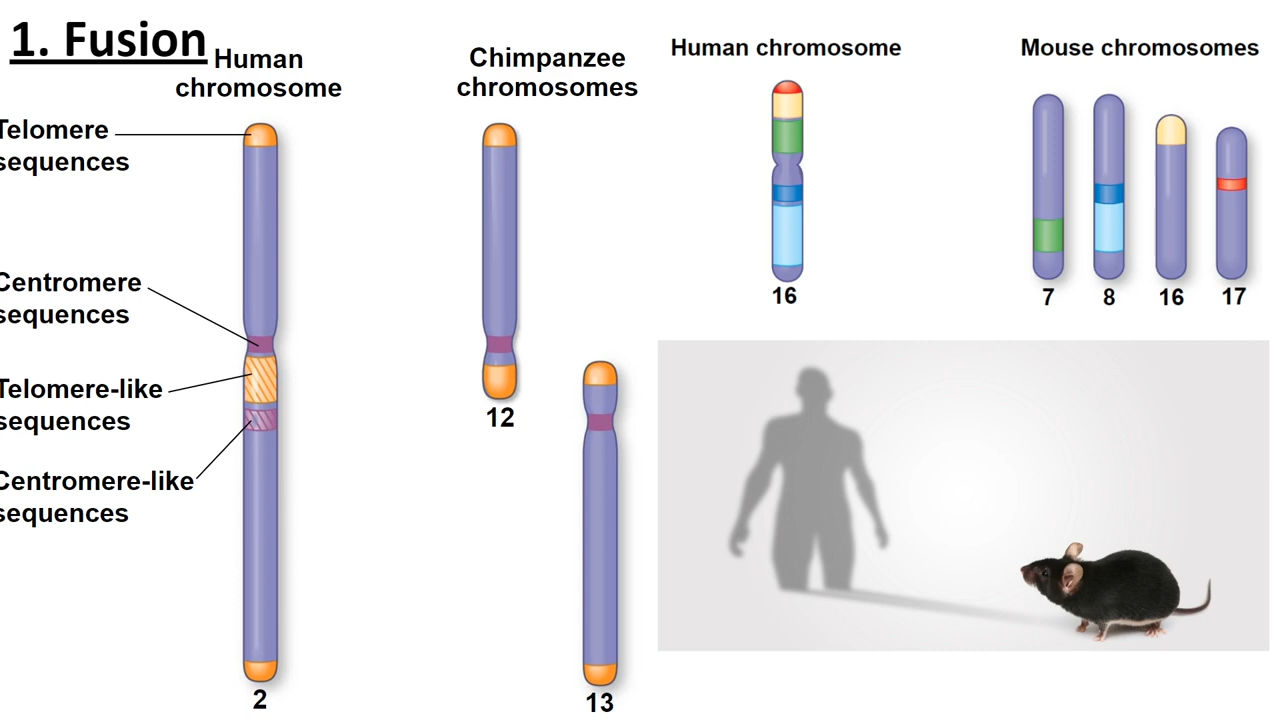 1. Fusion
Human
chromosome
Chimpanzee
chromosomes
Telomere
sequences
Centromere
sequences
Telomere-like
sequences
Centromere-like
sequences
2
12
13
Human chromosome
16
Mouse chromosomes
7
8
16
17